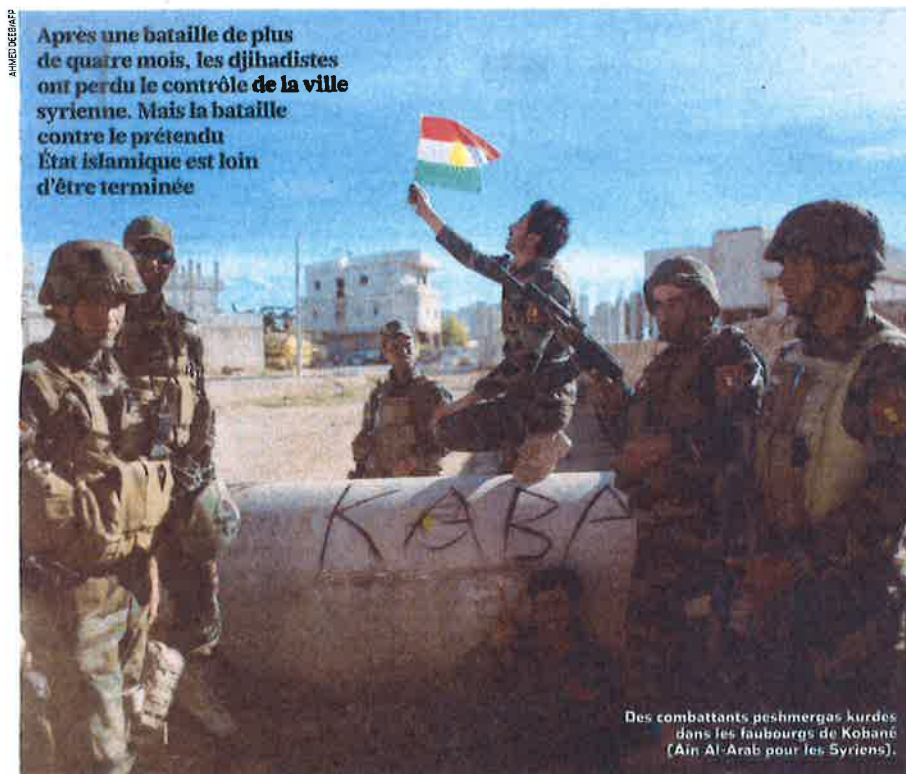 AHMED DEEB/AFP
Après une bataille de plus
de quatre mois, les djihadistes
ont perdu le contrôle de la ville
syrienne. Mais la bataille
contre le prétendu
État islamique est loin
d'être terminée
KABA
Des combattants peshmergas kurdes
dans les faubourgs de Kobané
(Aïn Al-Arab pour les Syriens).